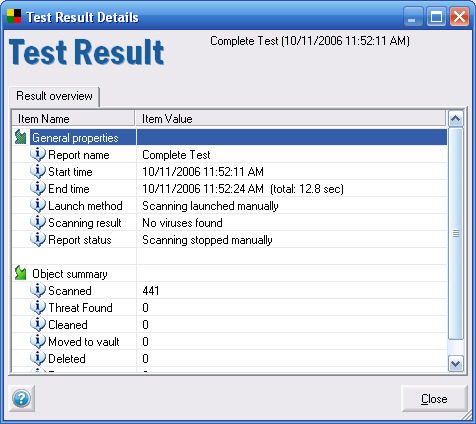 Test Result Details
Test Result
Complete Test (10/11/2006 11:52:11 AM)
Result overview
Item Name Item Value
General properties
Report name Complete Test
Start time 10/11/2006 11:52:11 AM
End time 10/11/2006 11:52:24 AM (total: 12.8 sec)
Launch method Scanning launched manually
Scanning result No viruses found
Report status Scanning stopped manually
Object summary
Scanned 441
Threat Found 0
Cleaned 0
Moved to vault 0
Deleted 0
Close